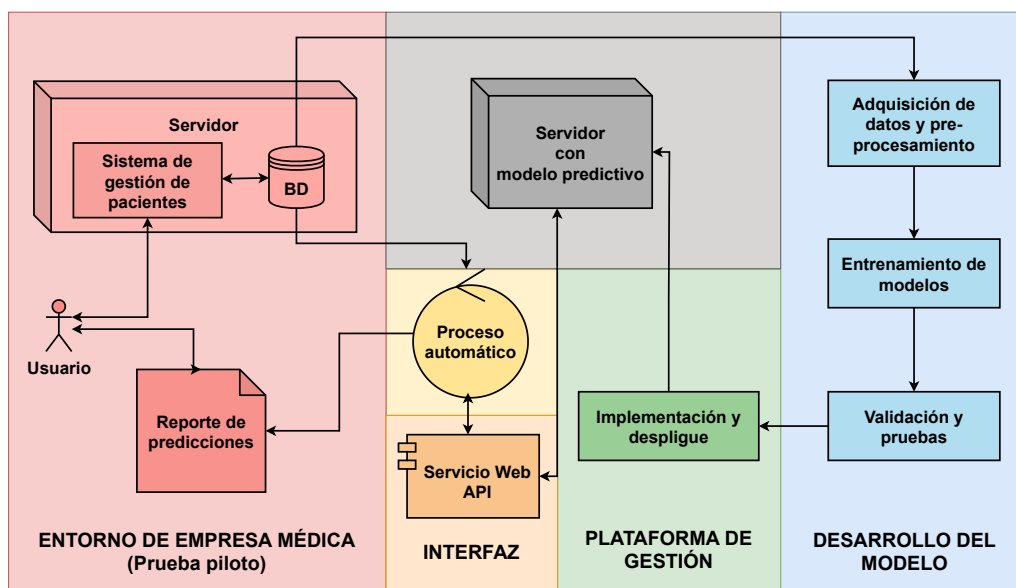 Servidor
Sistema de
gestión de
pacientes
BD
Usuario
Reporte de
predicciones
ENTORNO DE EMPRESA MÉDICA
(Prueba piloto)
Servidor
con
modelo predictivo
Proceso
automático
Servicio Web
API
INTERFAZ
Implementación y
despligue
PLATAFORMA DE
GESTIÓN
Adquisición de
datos y pre-
procesamiento
Entrenamiento de
modelos
Validación y
pruebas
DESARROLLO DEL
MODELO